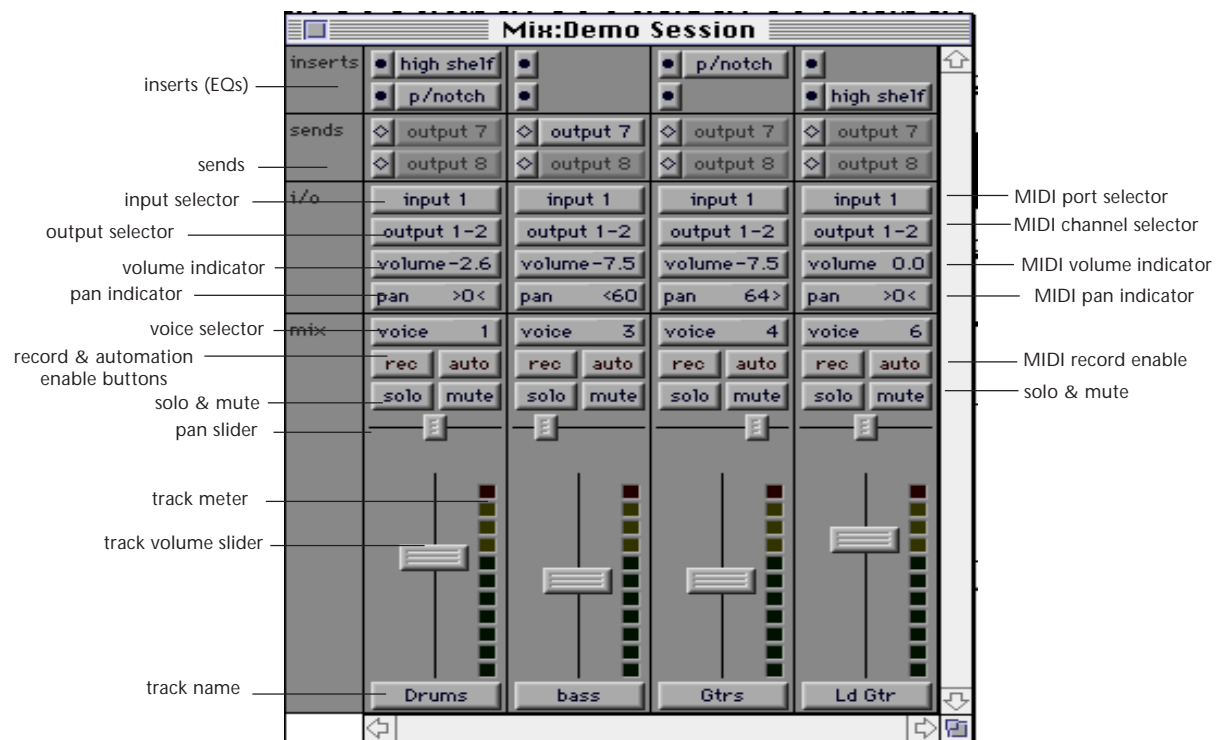 Mix:Demo Session
inserts high shelf p/notch
inserts (EQs)
p/notch high shelf
sends output 7 output 7 output 7 output 7
sends
output 8 output 8 output 8 output 8
i/o
input selector
input 1 input 1 input 1 input 1
MIDI port selector
output selector
output 1-2 output 1-2 output 1-2 output 1-2
MIDI channel selector
volume indicator
volume -2.6 volume -7.5 volume -7.5 volume 0.0
MIDI volume indicator
pan indicator
pan >0< pan <60 pan 64> pan >0<
MIDI pan indicator
mix
voice selector
voice 1 voice 3 voice 4 voice 6
record & automation
enable buttons
rec auto rec auto rec auto rec auto
MIDI record enable
solo & mute
solo mute solo mute solo mute solo mute
solo & mute
pan slider
track meter
track volume slider
track name
Drums bass Gtrs Ld Gtr